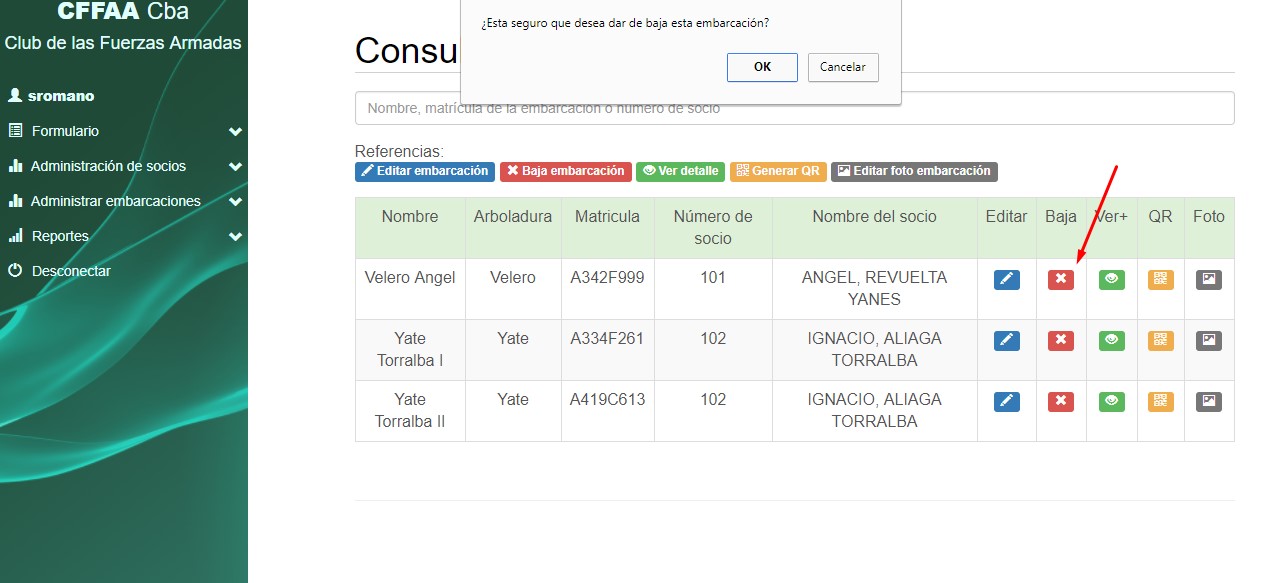 CFFAA Cba
Club de las Fuerzas Armadas
sromano
Formulario
Administración de socios
Administrar embarcaciones
Reportes
Desconectar
¿Esta seguro que desea dar de baja esta embarcación?
OK Cancelar
Consul
Nombre, matrícula de la embarcación o número de socio
Referencias:
Editar embarcación Baja embarcación Ver detalle Generar QR Editar foto embarcación
Nombre Arboladura Matricula Número de socio Nombre del socio Editar Baja Ver+ QR Foto
Velero Angel Velero A342F999 101 ANGEL, REVUELTA YANES
Yate Torralba I Yate A334F261 102 IGNACIO, ALIAGA TORRALBA
Yate Torralba II Yate A419C613 102 IGNACIO, ALIAGA TORRALBA